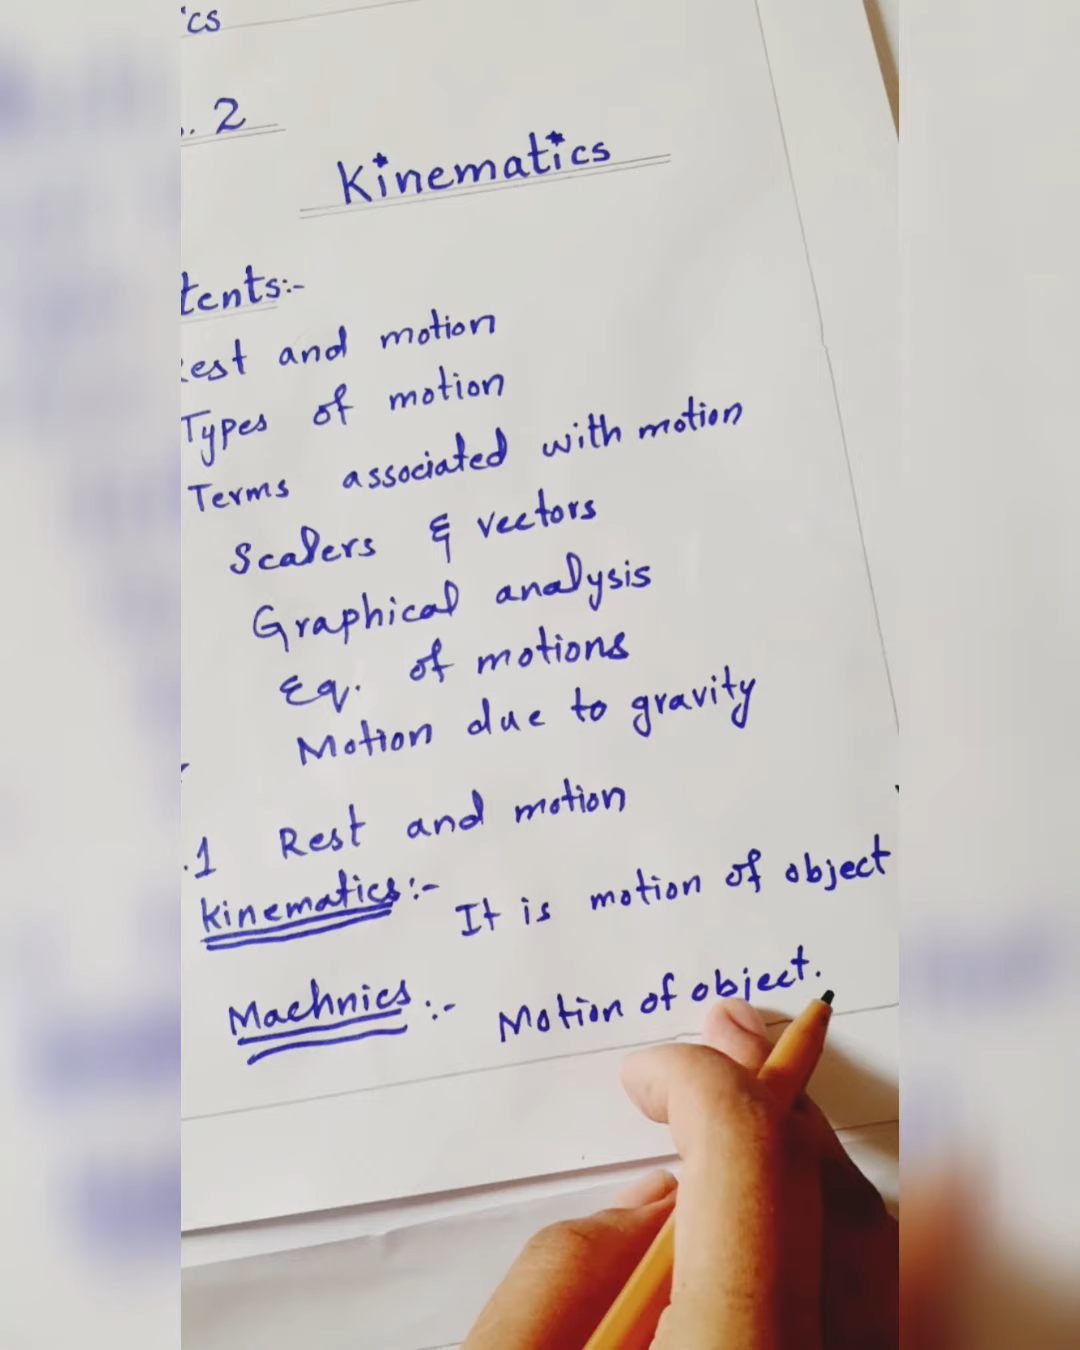 'cs
. 2
Kinematics
tents:-
est and motion
Types of motion
Terms associated with motion
Scalers & vectors
Graphical analysis
Eq. of motions
Motion due to gravity
.1 Rest and motion
kinematics:- It is motion of object
Machnics:- Motion of object.